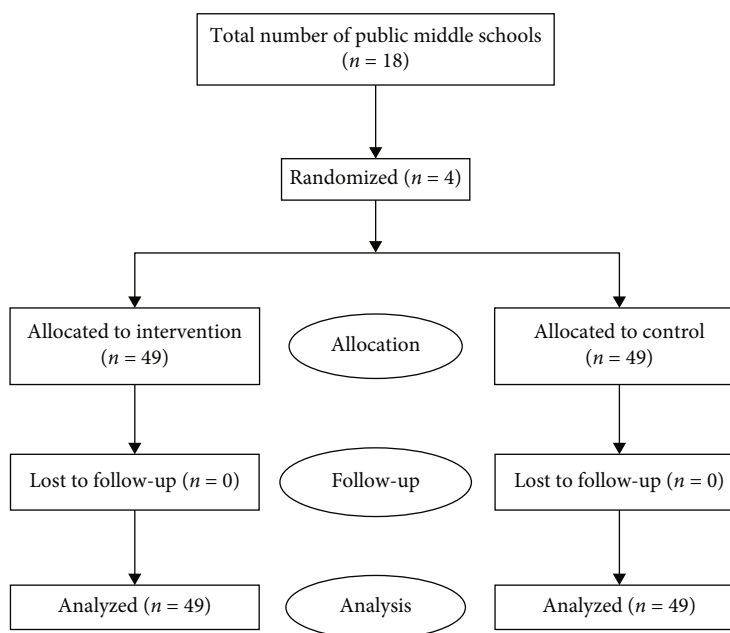 Total number of public middle schools
(n = 18)
Randomized (n = 4)
Allocated to intervention
(n = 49)
Allocation
Allocated to control
(n = 49)
Lost to follow-up (n = 0)
Follow-up
Lost to follow-up (n = 0)
Analyzed (n = 49)
Analysis
Analyzed (n = 49)